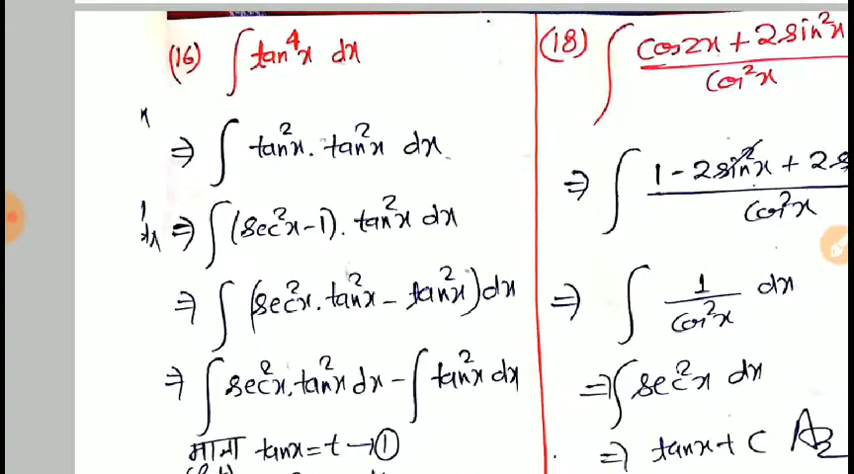 (16) ∫ tan⁴x dx
⇒ ∫ tan²x . tan²x dx
⇒ ∫ (sec²x-1) . tan²x dx
⇒ ∫ (sec²x . tan²x - tan²x) dx
⇒ ∫ sec²x . tan²x dx - ∫ tan²x dx
माना tanx = t →①
(18) ∫ cos2x + 2sin²x / cos²x
⇒ ∫ 1 - 2sin²x + 2s / cos²x
⇒ ∫ 1 / cos²x dx
⇒ ∫ sec²x dx
⇒ tanx + C